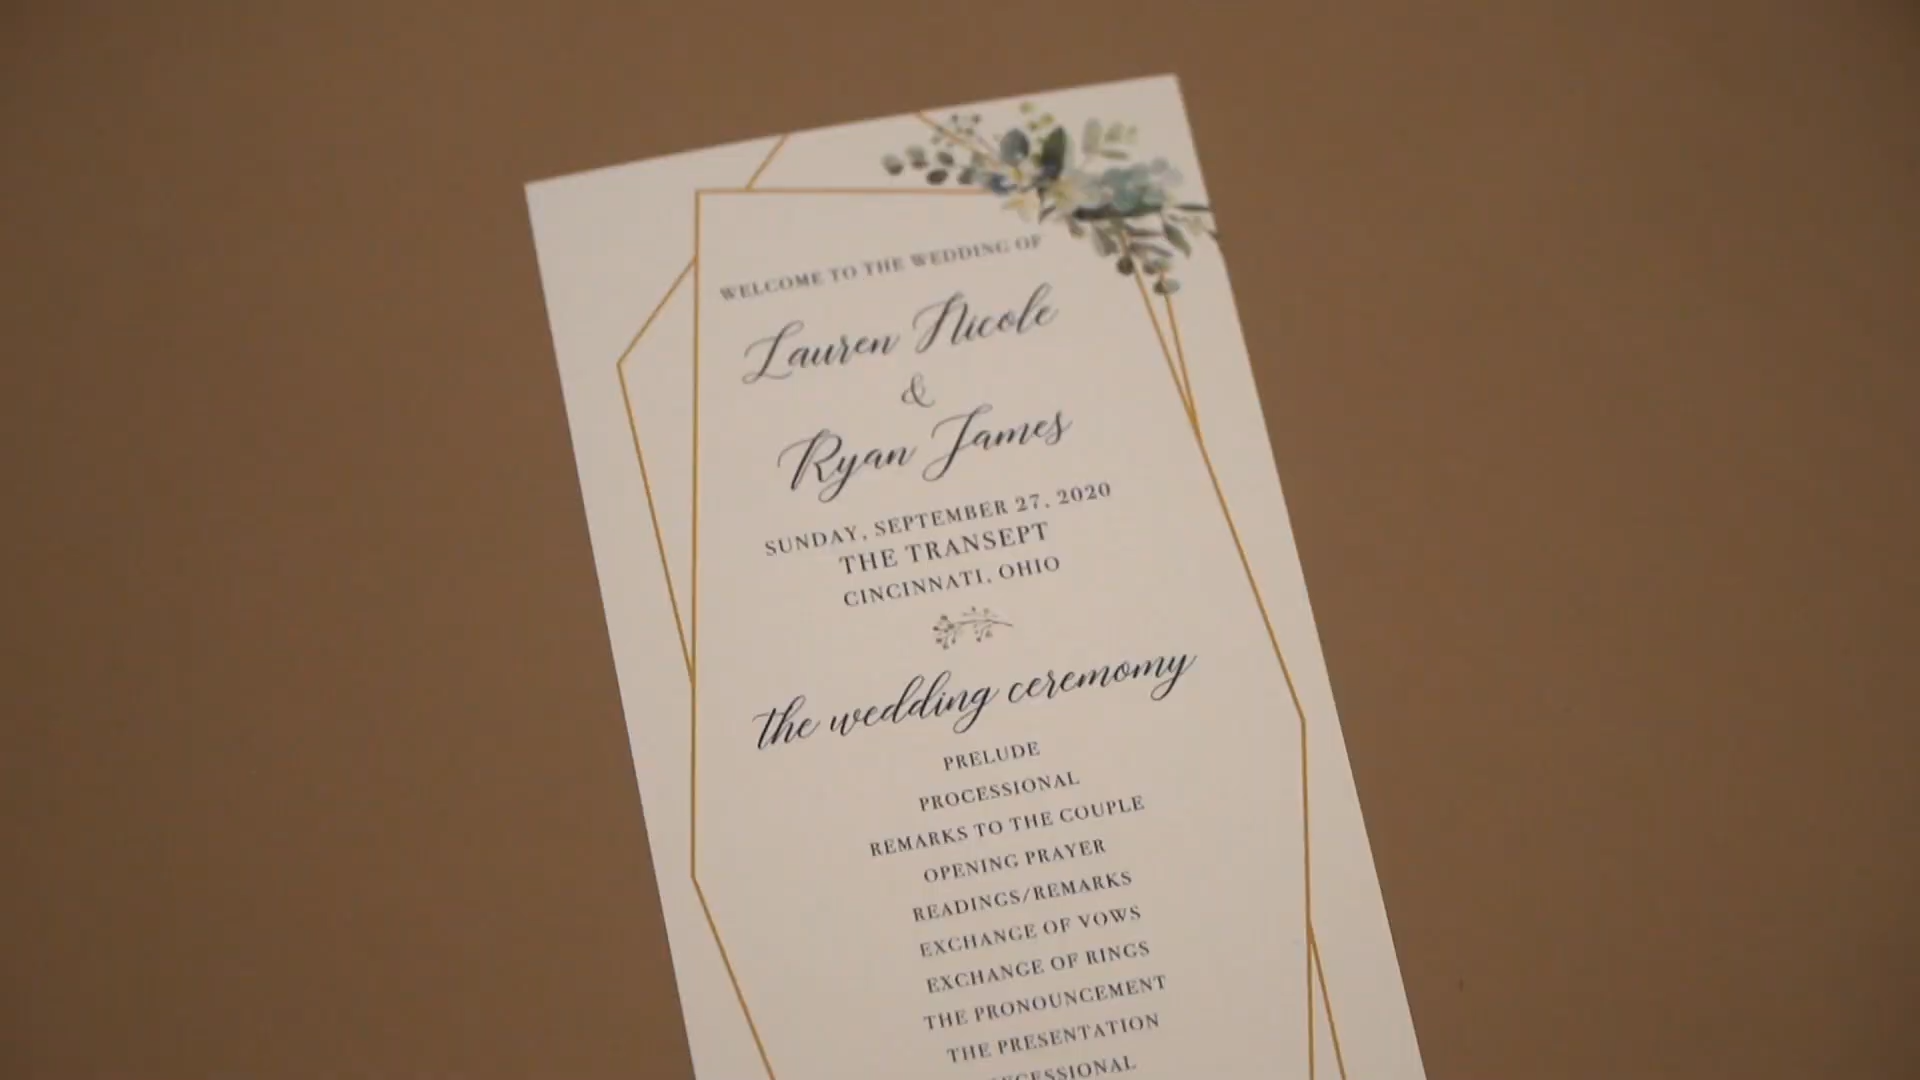 WELCOME TO THE WEDDING OF
Lauren Nicole
&
Ryan James
SUNDAY, SEPTEMBER 27, 2020
THE TRANSEPT
CINCINNATI, OHIO
the wedding ceremomy
PRELUDE
PROCESSIONAL
REMARKS TO THE COUPLE
OPENING PRAYER
READINGS/REMARKS
EXCHANGE OF VOWS
EXCHANGE OF RINGS
THE PRONOUNCEMENT
THE PRESENTATION